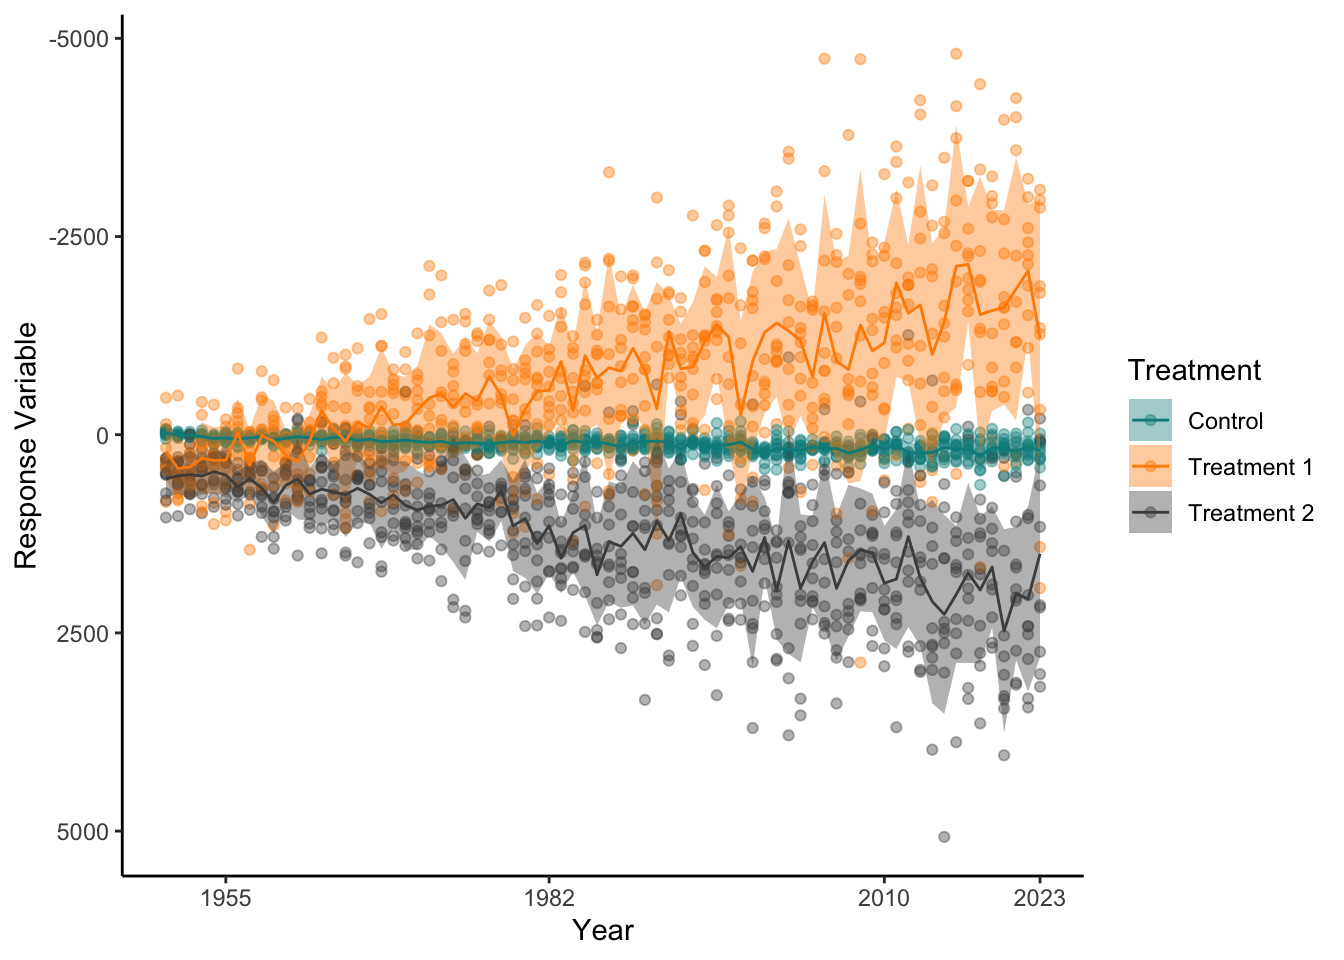 -5000
-2500
0
2500
5000
Response Variable
1955
1982
2010
2023
Year
Treatment
Control
Treatment 1
Treatment 2